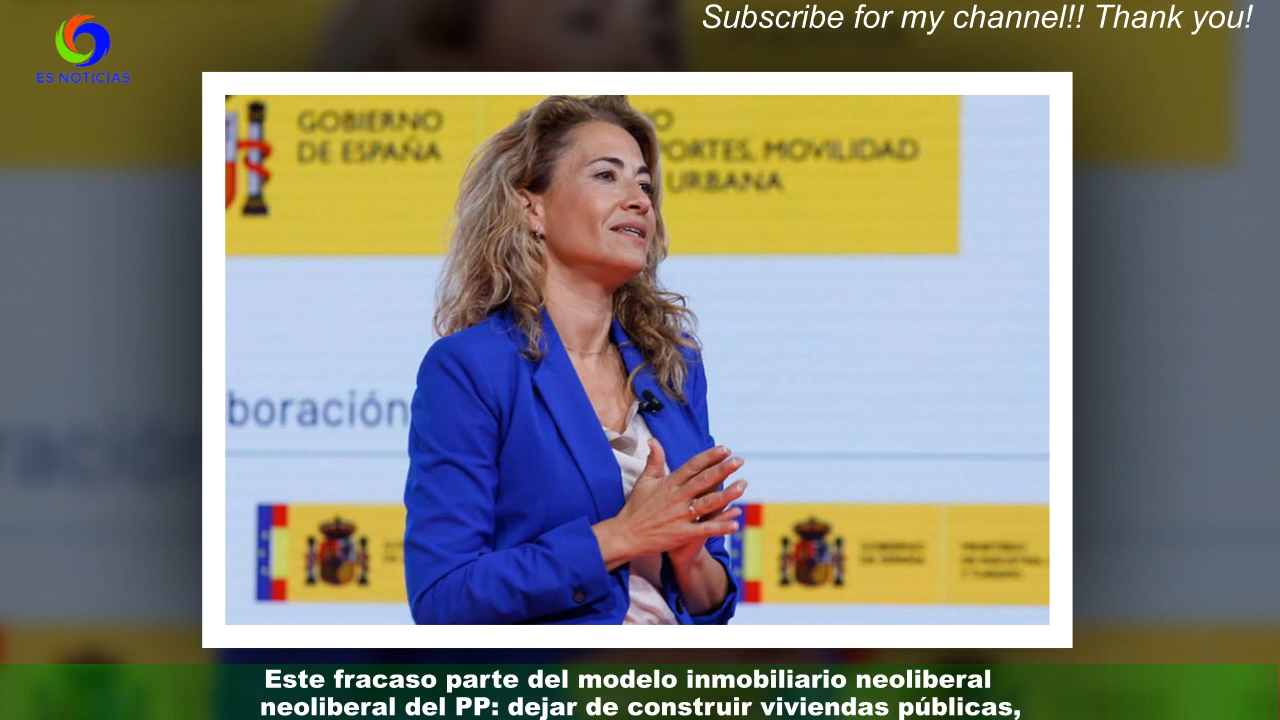 Subscribe for my channel!! Thank you!
ES NOTICIAS
GOBIERNO
DE ESPAÑA
O
PORTES, MOVILIDAD
URBANA
boración
Este fracaso parte del modelo inmobiliario neoliberal
neoliberal del PP: dejar de construir viviendas públicas,